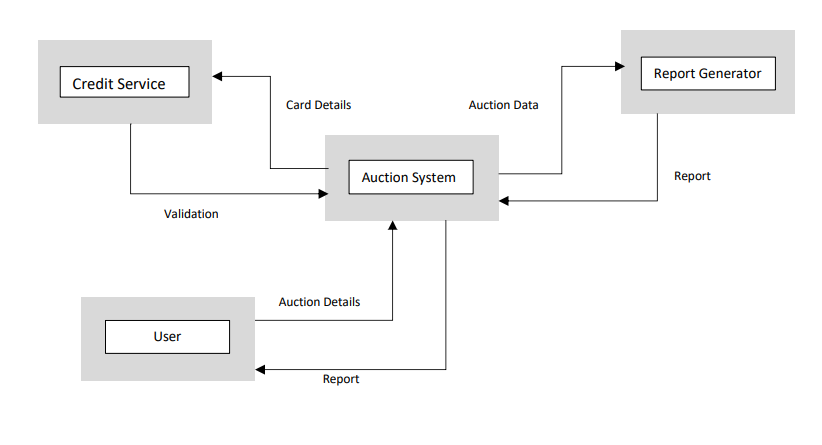 Report Generator
Credit Service
Card Details
Auction Data
Auction System
Report
Validation
Auction Details
User
Report